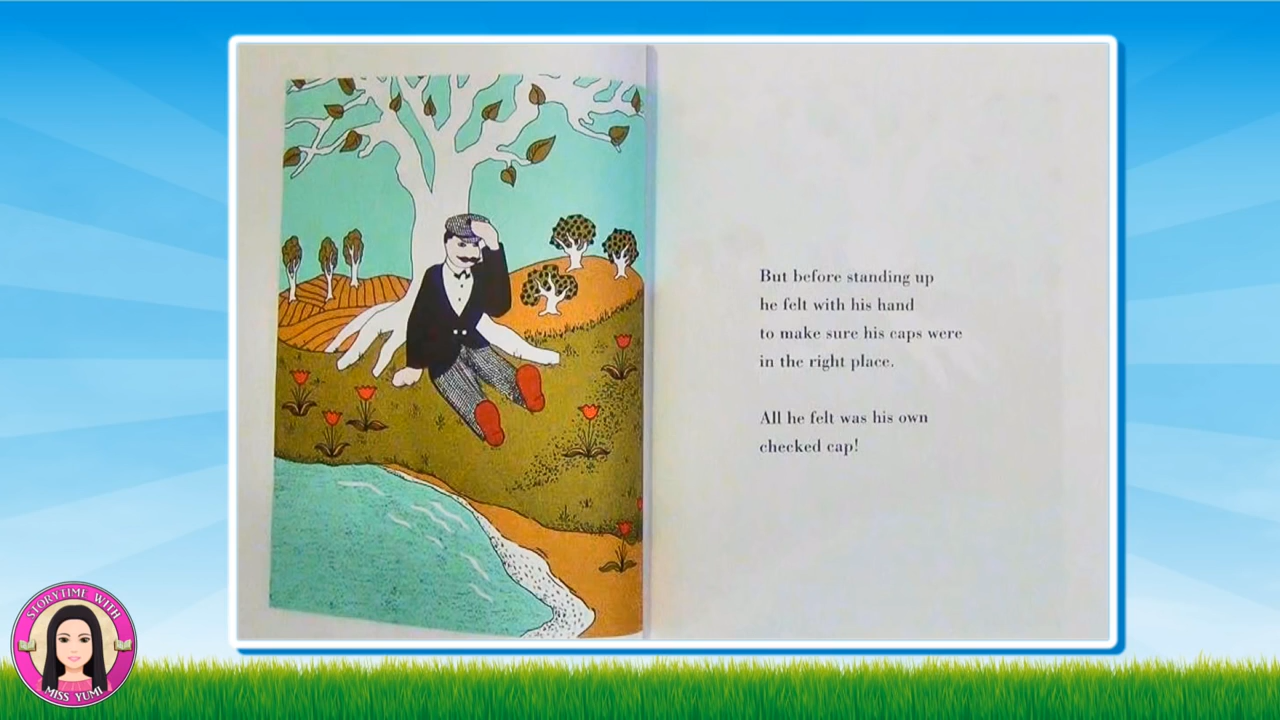 But before standing up
he felt with his hand
to make sure his caps were
in the right place.
All he felt was his own
checked cap!
STORYTIME WITH
MISS YUMI